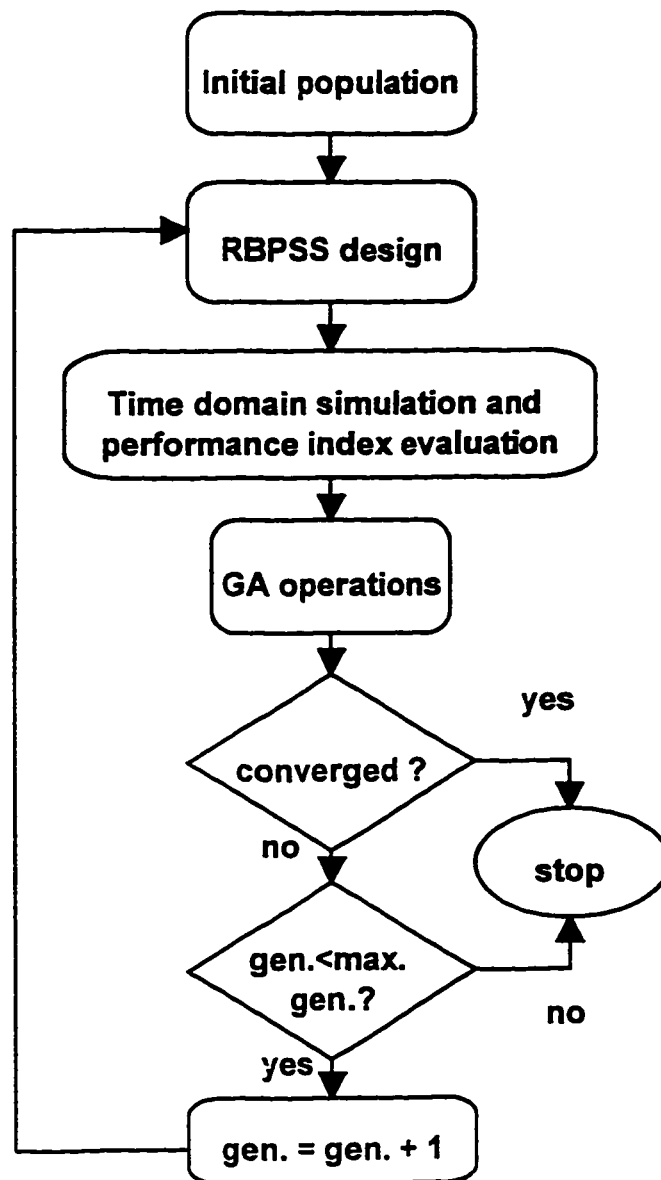 Initial population
RBPSS design
Time domain simulation and
performance index evaluation
GA operations
yes
converged ?
no
stop
gen.<max.
gen.?
no
yes
gen. = gen. + 1